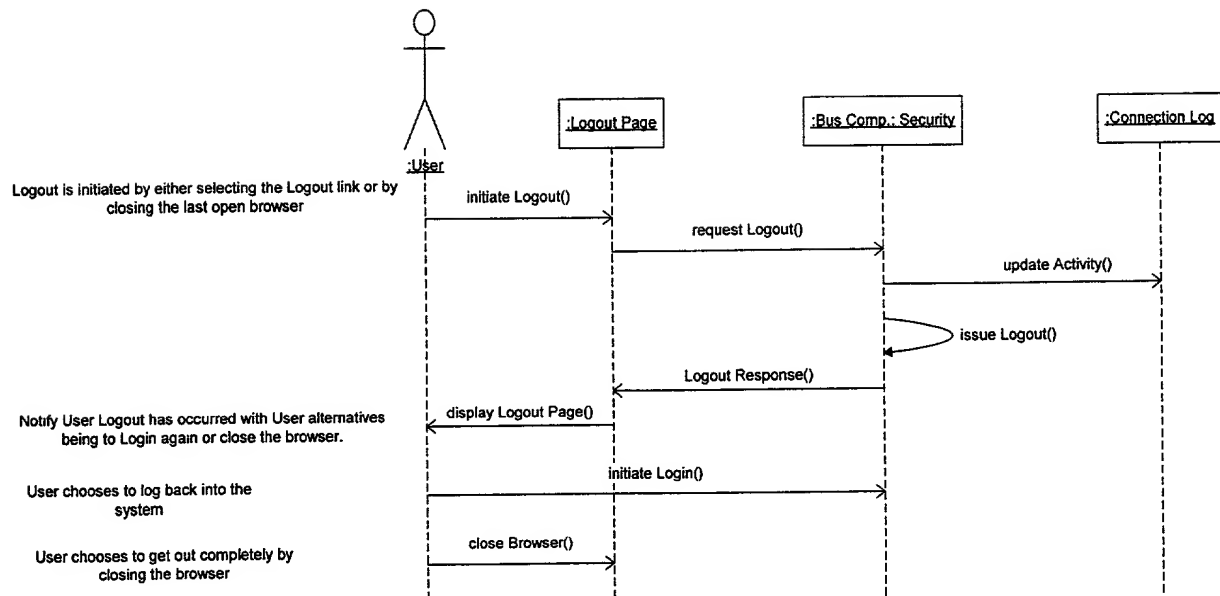 :User
:Logout Page
:Bus Comp.: Security
:Connection Log
Logout is initiated by either selecting the Logout link or by
closing the last open browser
initiate Logout()
request Logout()
update Activity()
issue Logout()
Logout Response()
Notify User Logout has occurred with User alternatives
being to Login again or close the browser.
display Logout Page()
User chooses to log back into the
system
initiate Login()
User chooses to get out completely by
closing the browser
close Browser()